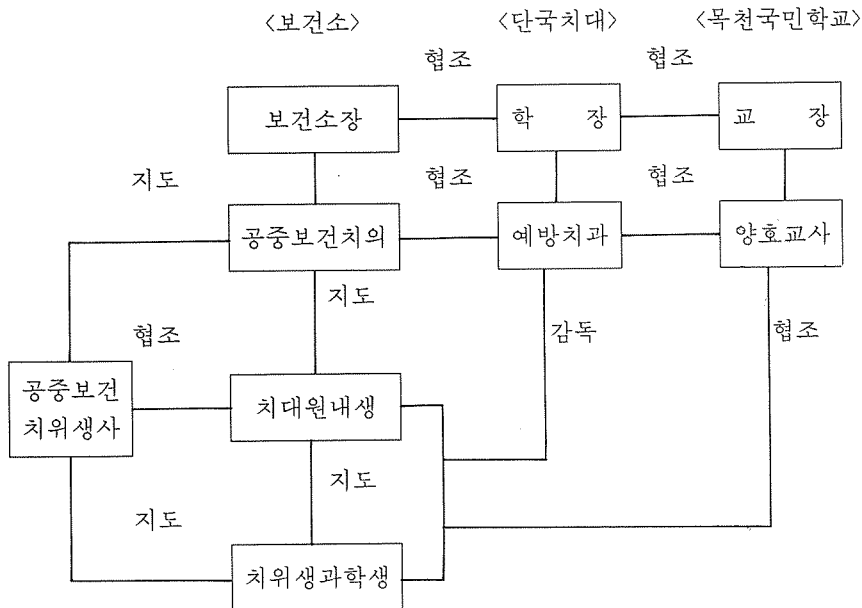 〈보건소〉 〈단국치대〉 〈목천국민학교〉
협조 협조
보건소장 학 장 교 장
지도 협조 협조
공중보건치의 예방치과 양호교사
지도
협조 감독 협조
공중보건
치위생사
치대원내생
지도
지도
치위생과학생